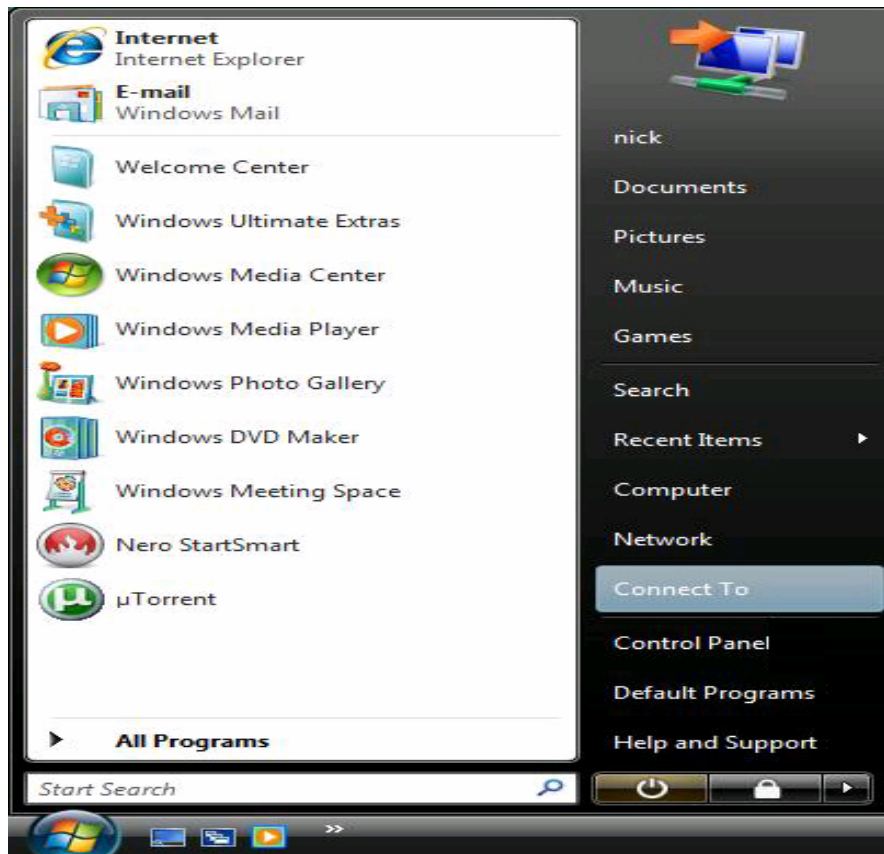 Internet
Internet Explorer
E-mail
Windows Mail
Welcome Center
Windows Ultimate Extras
Windows Media Center
Windows Media Player
Windows Photo Gallery
Windows DVD Maker
Windows Meeting Space
Nero StartSmart
µTorrent
All Programs
Start Search
nick
Documents
Pictures
Music
Games
Search
Recent Items
Computer
Network
Connect To
Control Panel
Default Programs
Help and Support